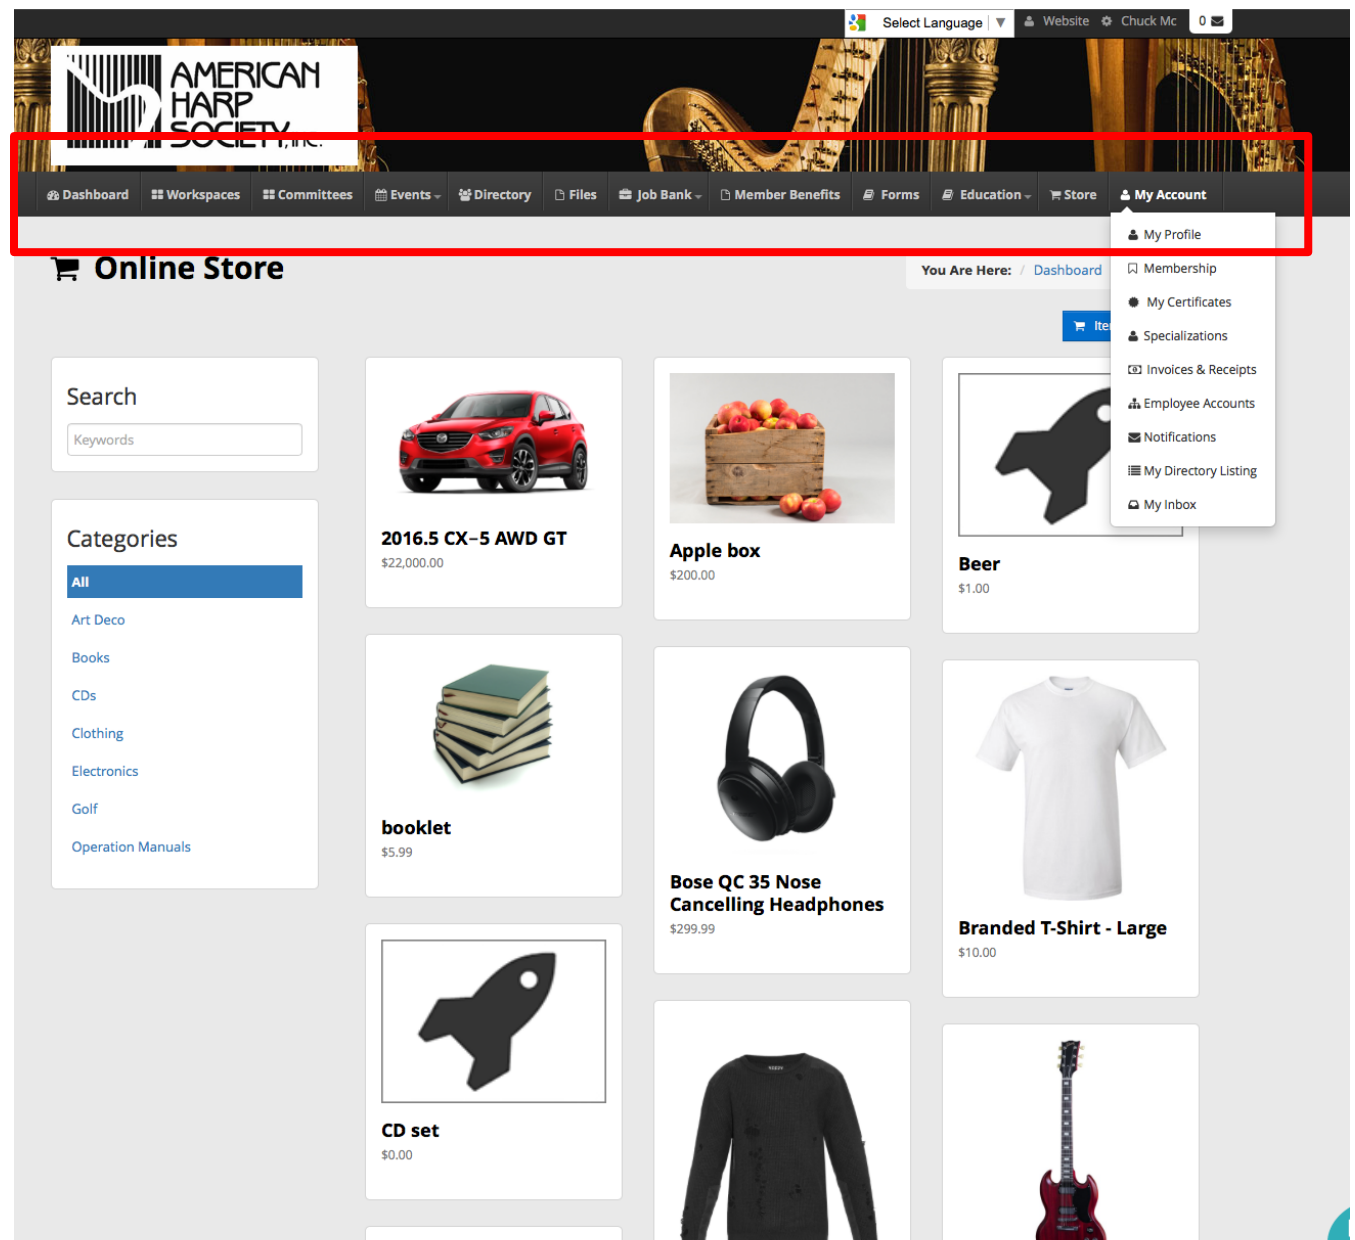 Select Language ▼
Website
Chuck Mc
0
AMERICAN
HARP
SOCIETY, INC.
Dashboard
Workspaces
Committees
Events
Directory
Files
Job Bank
Member Benefits
Forms
Education
Store
My Account
My Profile
Membership
My Certificates
Specializations
Invoices & Receipts
Employee Accounts
Notifications
My Directory Listing
My Inbox
Online Store
You Are Here: / Dashboard
Search
Keywords
Categories
All
Art Deco
Books
CDs
Clothing
Electronics
Golf
Operation Manuals
2016.5 CX-5 AWD GT
$22,000.00
Apple box
$200.00
Beer
$1.00
booklet
$5.99
Bose QC 35 Nose
Cancelling Headphones
$299.99
Branded T-Shirt - Large
$10.00
CD set
$0.00